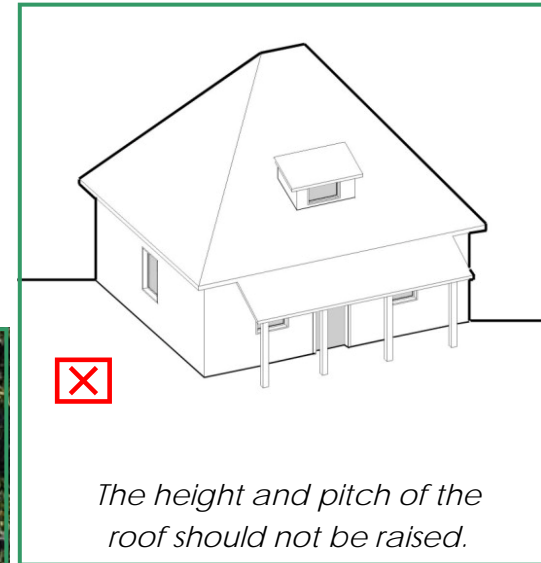 The height and pitch of the
roof should not be raised.